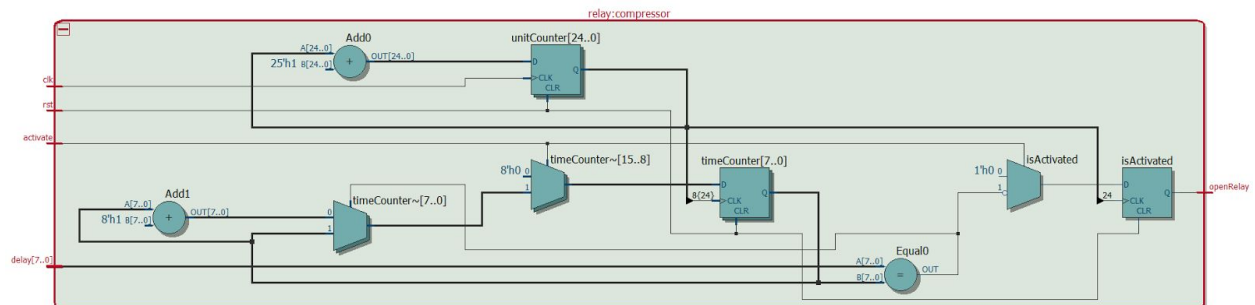 relay:compressor
Add0
A[24..0]
OUT[24..0]
25'h1 B[24..0]
unitCounter[24..0]
D
Q
CLK
CLR
clk
rst
activate
timeCounter~[15..8]
8'h0 0
1
timeCounter[7..0]
D
Q
8{24}
CLK
CLR
isActivated
1'h0 0
1
isActivated
D
Q
24
CLK
CLR
openRelay
Add1
A[7..0]
OUT[7..0]
8'h1 B[7..0]
timeCounter~[7..0]
0
1
delay[7..0]
Equal0
A[7..0]
OUT
B[7..0]